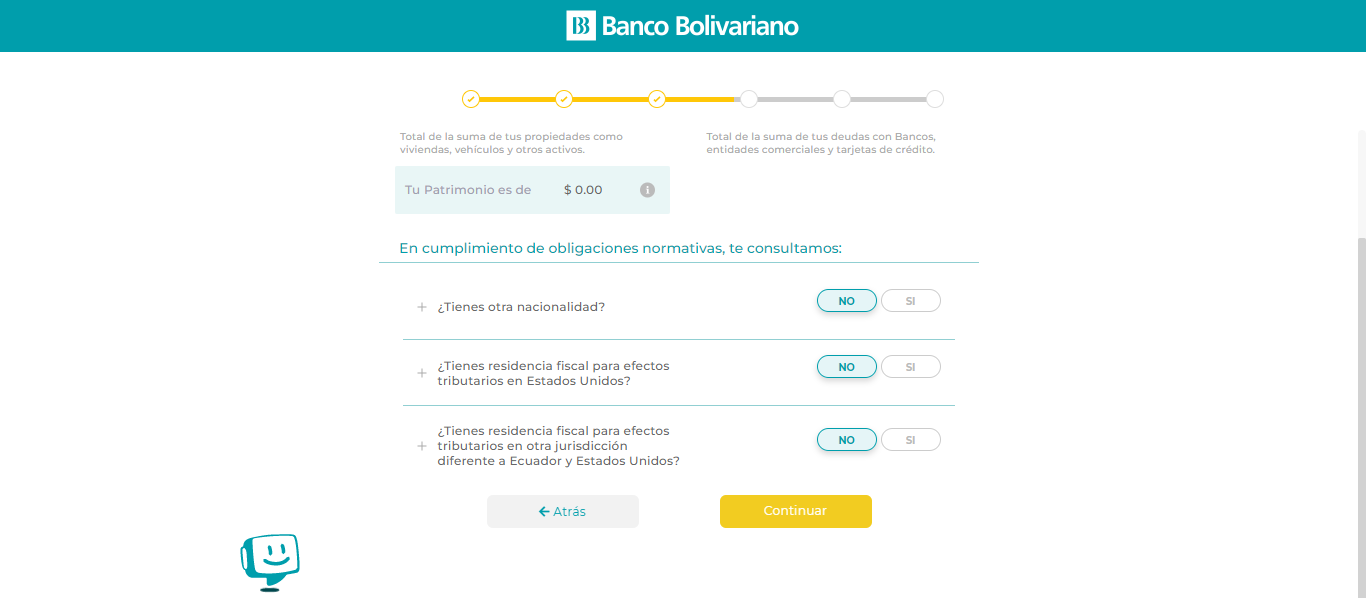 Banco Bolivariano
Total de la suma de tus propiedades como
viviendas, vehículos y otros activos.
Total de la suma de tus deudas con Bancos,
entidades comerciales y tarjetas de crédito.
Tu Patrimonio es de $ 0.00
En cumplimiento de obligaciones normativas, te consultamos:
+ ¿Tienes otra nacionalidad? NO SI
¿Tienes residencia fiscal para efectos
+ tributarios en Estados Unidos? NO SI
¿Tienes residencia fiscal para efectos
+ tributarios en otra jurisdicción NO SI
diferente a Ecuador y Estados Unidos?
← Atrás Continuar